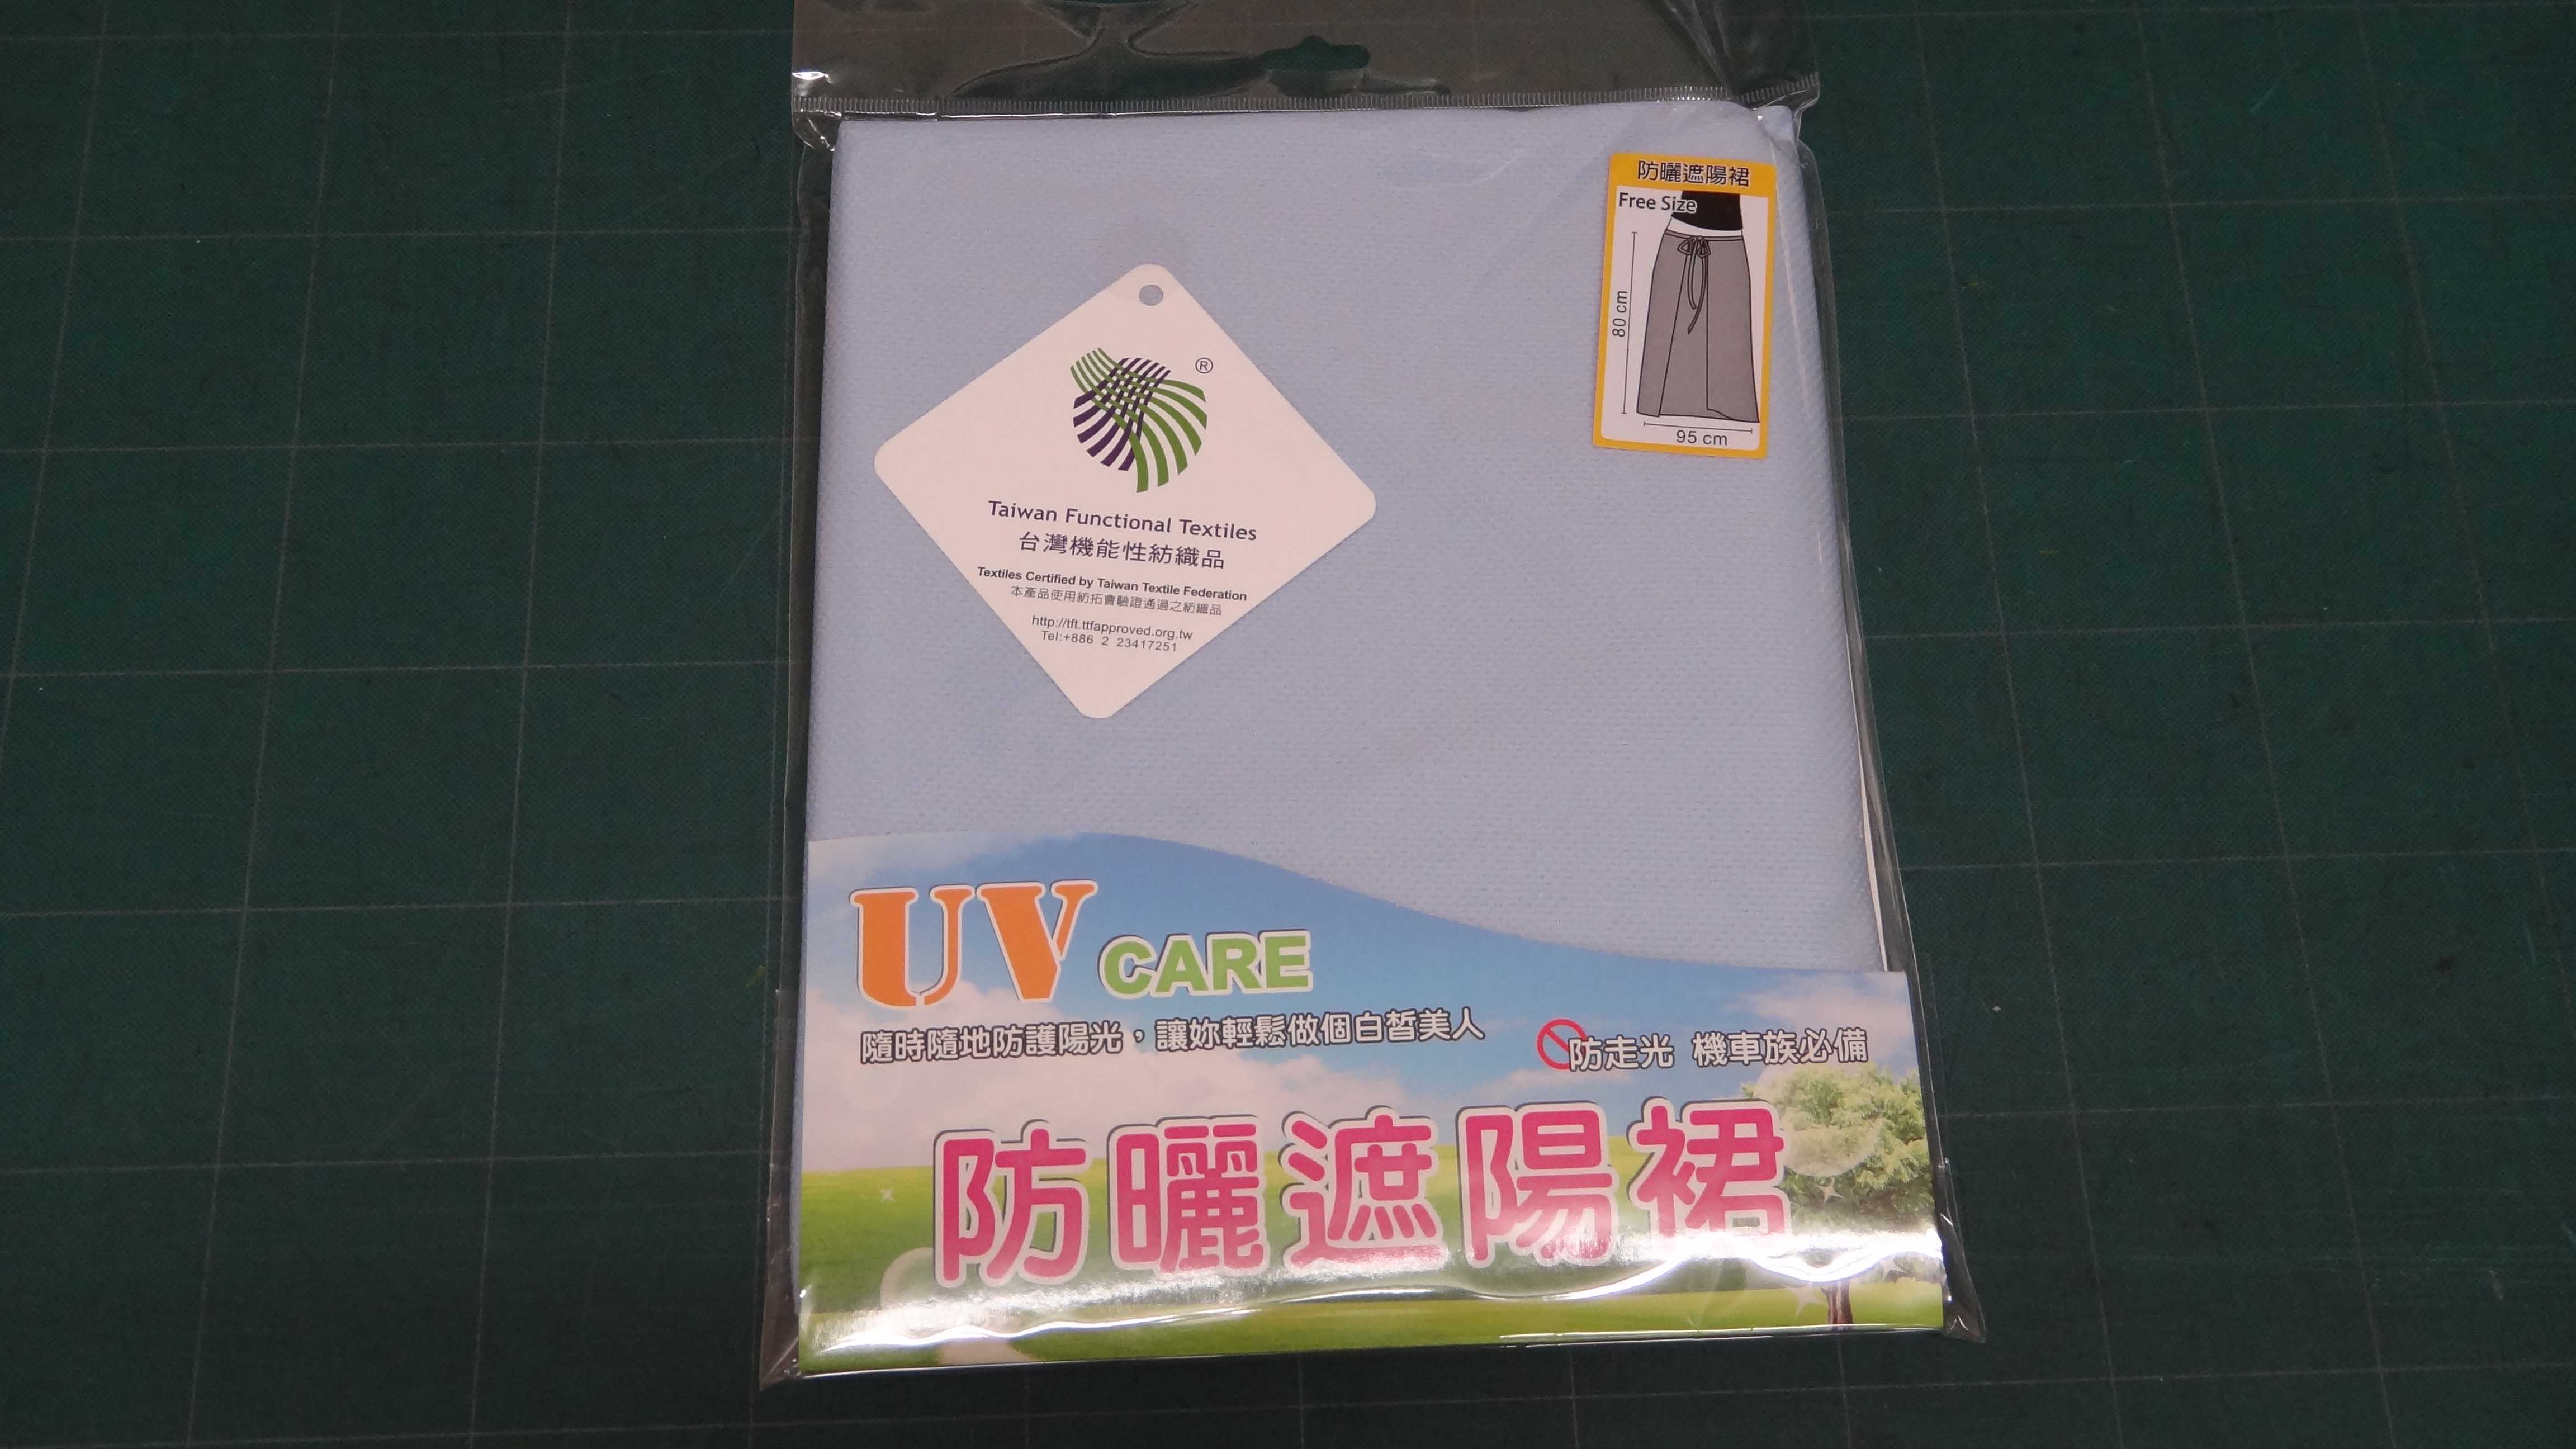 防曬遮陽裙
Free Size
80 cm
95 cm
®
Taiwan Functional Textiles
台灣機能性紡織品
Textiles Certified by Taiwan Textile Federation
本產品使用紡拓會驗證通過之紡織品
http://tft.ttfapproved.org.tw
Tel:+886 2 23417251
UV CARE
隨時隨地防護陽光，讓妳輕鬆做個白皙美人
防走光 機車族必備
防曬遮陽裙